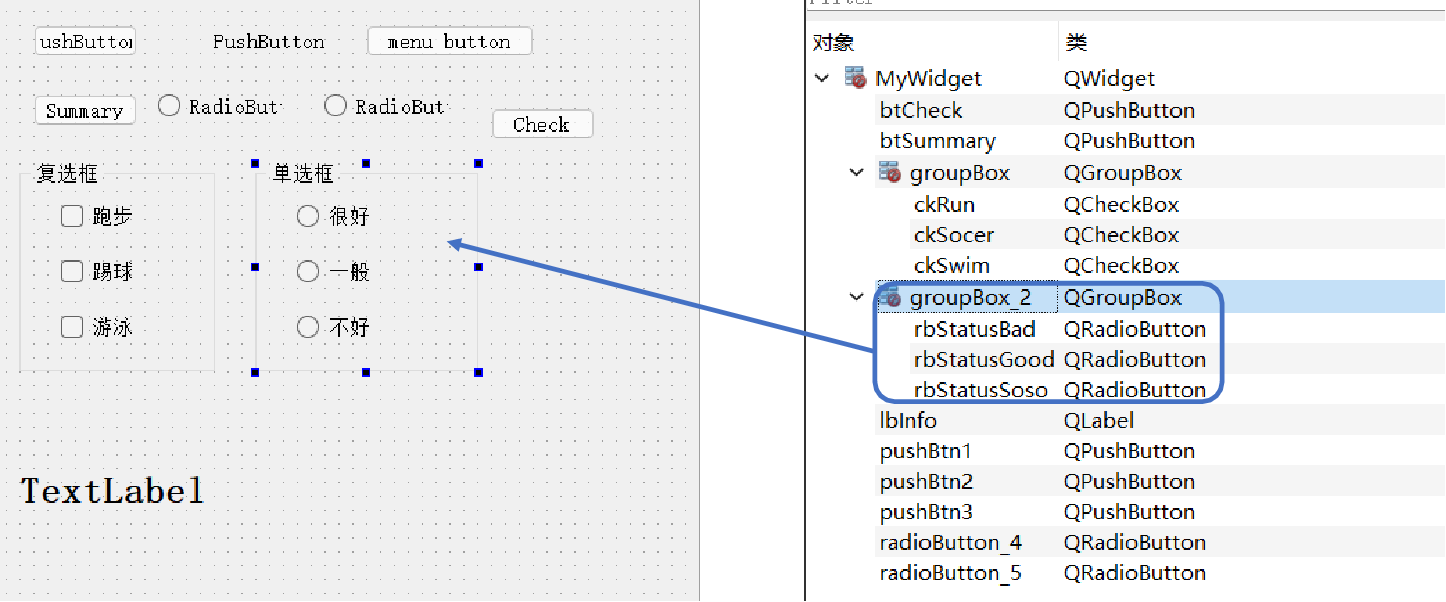 ushButton PushButton menu button
Summary RadioBut RadioBut
Check
复选框 单选框
跑步 很好
踢球 一般
游泳 不好
TextLabel
对象 类
MyWidget QWidget
btCheck QPushButton
btSummary QPushButton
groupBox QGroupBox
ckRun QCheckBox
ckSocer QCheckBox
ckSwim QCheckBox
groupBox_2 QGroupBox
rbStatusBad QRadioButton
rbStatusGood QRadioButton
rbStatusSoso QRadioButton
lbInfo QLabel
pushBtn1 QPushButton
pushBtn2 QPushButton
pushBtn3 QPushButton
radioButton_4 QRadioButton
radioButton_5 QRadioButton